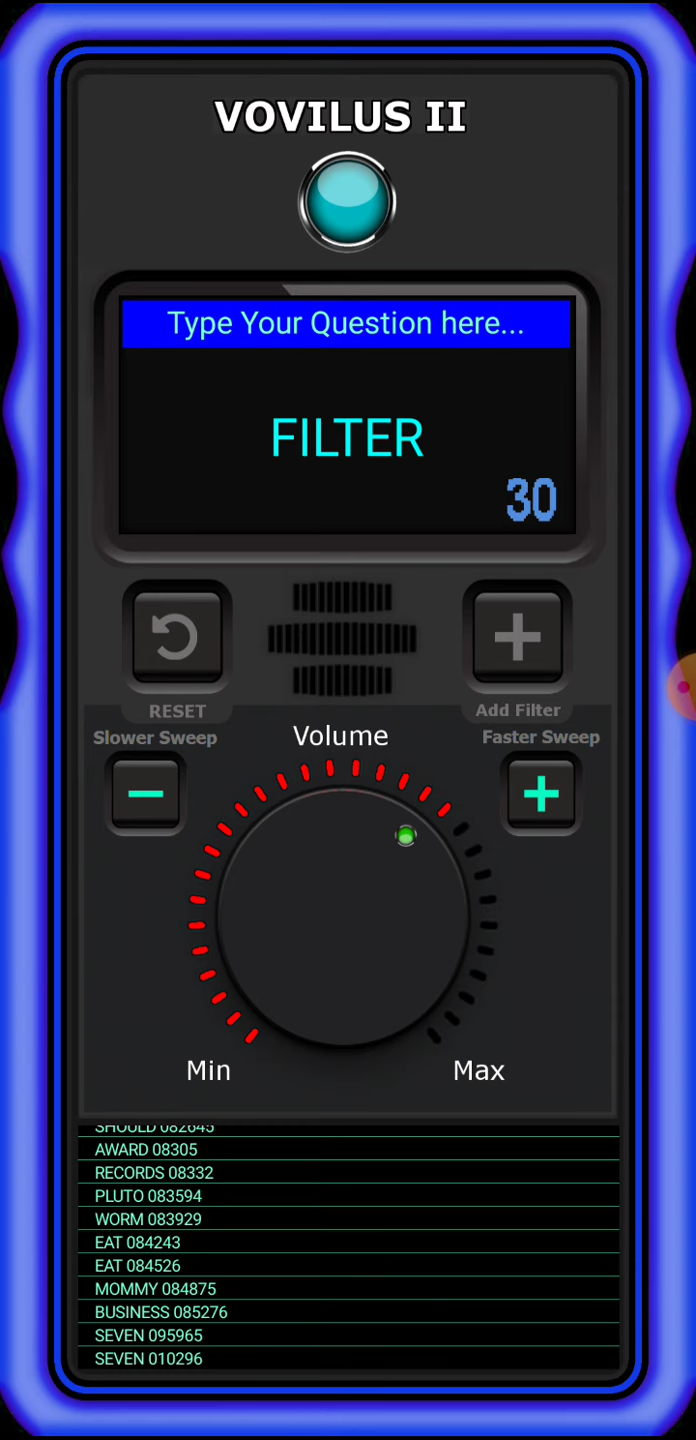 VOVILUS II
Type Your Question here...
FILTER
30
RESET
Add Filter
Slower Sweep
Volume
Faster Sweep
Min
Max
SHOULD 082645
AWARD 08305
RECORDS 08332
PLUTO 083594
WORM 083929
EAT 084243
EAT 084526
MOMMY 084875
BUSINESS 085276
SEVEN 095965
SEVEN 010296